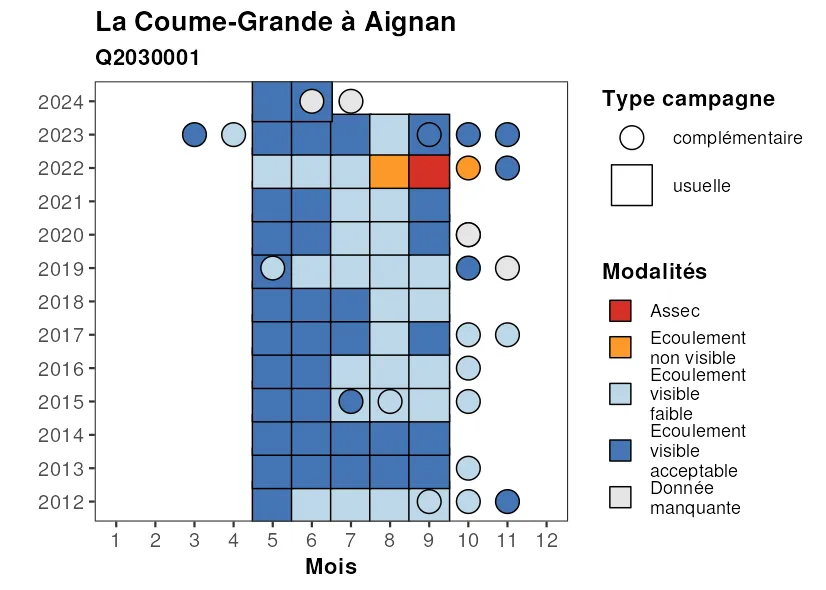 La Coume-Grande à Aignan
Q2030001
2024
2023
2022
2021
2020
2019
2018
2017
2016
2015
2014
2013
2012
1 2 3 4 5 6 7 8 9 10 11 12
Mois
Type campagne
complémentaire
usuelle
Modalités
Assec
Ecoulement
non visible
Ecoulement
visible
faible
Ecoulement
visible
acceptable
Donnée
manquante